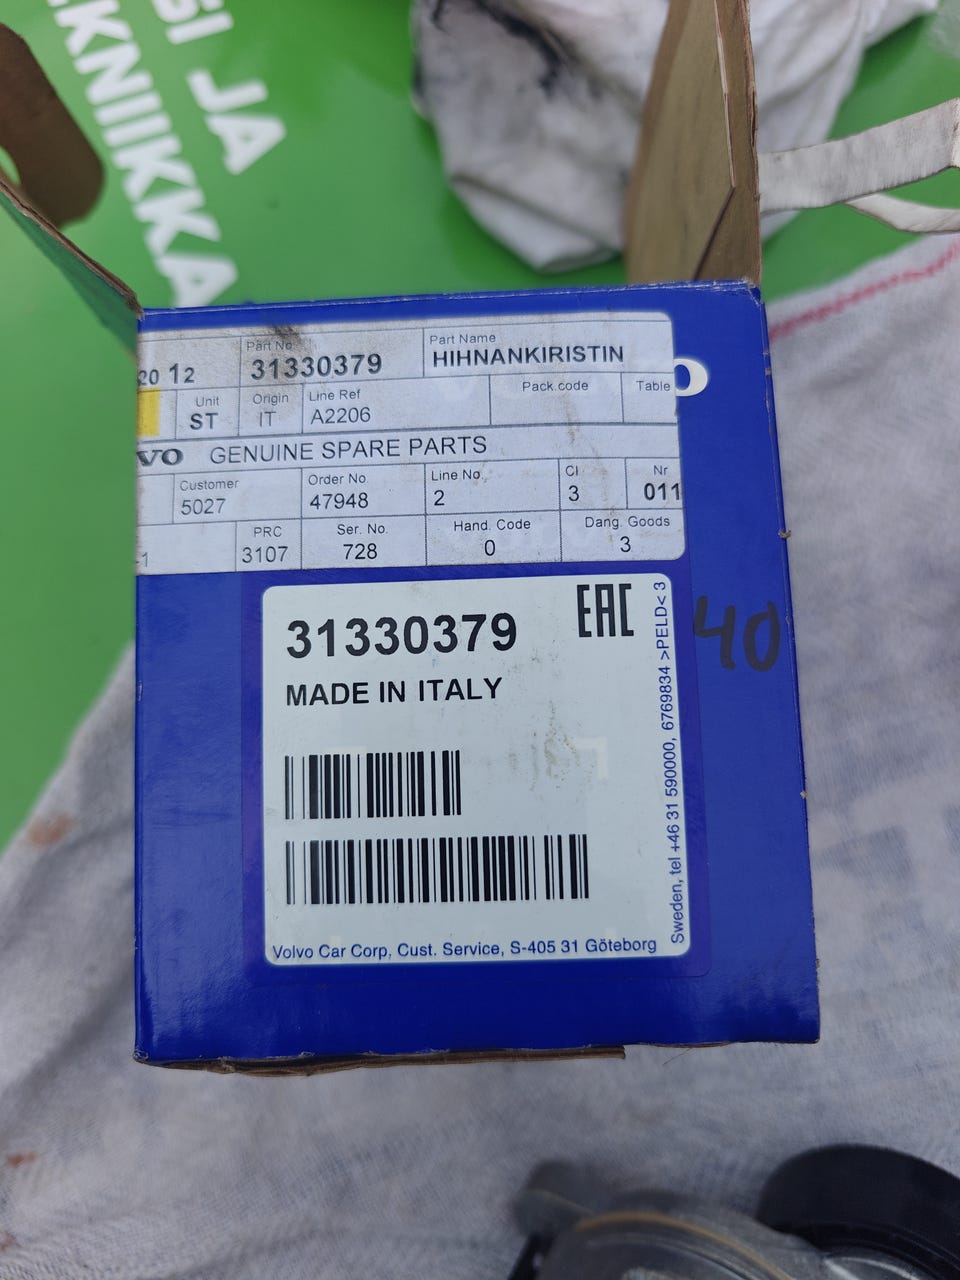 SI JA
EKNIIKKA
Part No
31330379
Part Name
HIHNANKIRISTIN
20 12
Unit
ST
Origin
IT
Line Ref
A2206
Pack.code
Table
VO GENUINE SPARE PARTS
Customer
5027
Order No
47948
Line No.
2
Cl
3
Nr
011
1
PRC
3107
Ser. No.
728
Hand. Code
0
Dang. Goods
3
31330379
EAC
MADE IN ITALY
40
Volvo Car Corp, Cust. Service, S-405 31 Göteborg
Sweden, tel +46 31 590000, 6769834 >PELD< 3